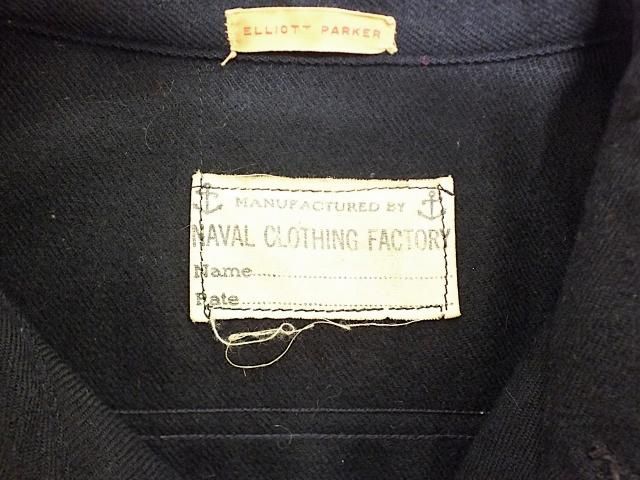 ELLIOTT PARKER
MANUFACTURED BY
NAVAL CLOTHING FACTORY
Name
Rate